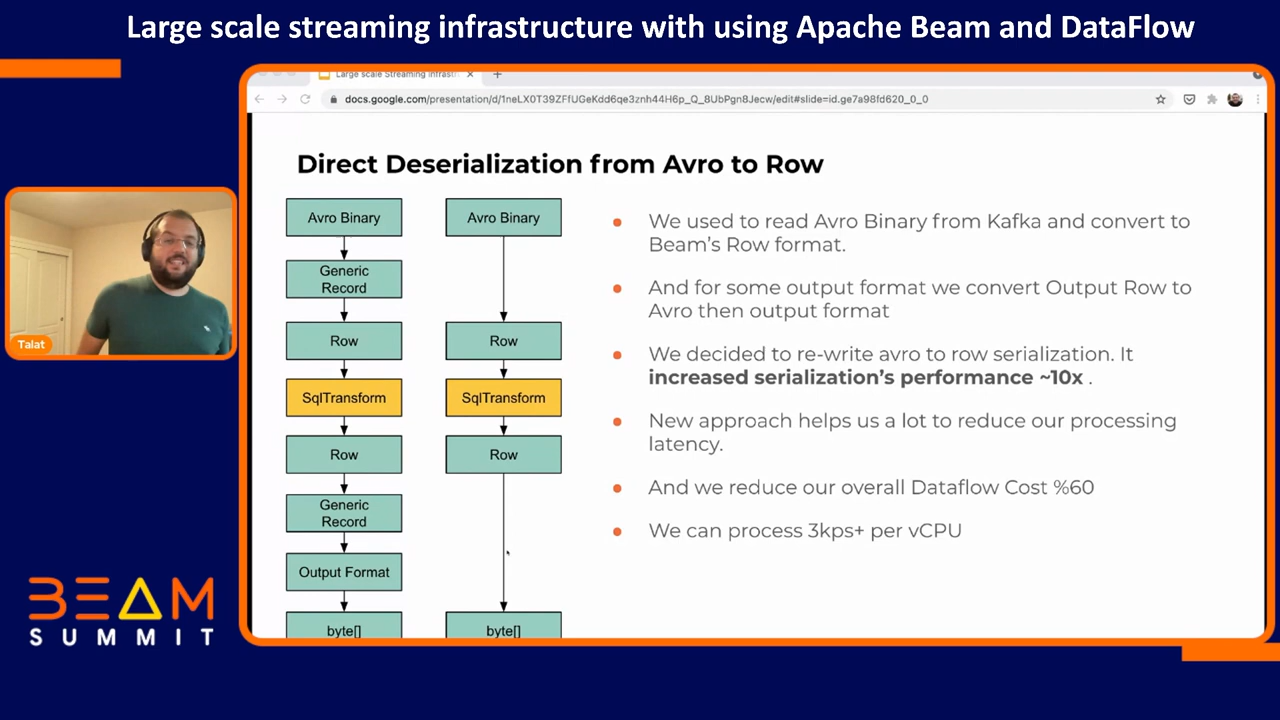 Large scale streaming infrastructure with using Apache Beam and DataFlow
Large scale Streaming Infrast
docs.google.com/presentation/d/1neLX0T39ZFfUGeKdd6qe3znh44H6p_Q_8UbPgn8Jecw/edit#slide=id.ge7a98fd620_0_0
Direct Deserialization from Avro to Row
Avro Binary
Generic
Record
Row
SqlTransform
Row
Generic
Record
Output Format
byte[]
Avro Binary
Row
SqlTransform
Row
byte[]
We used to read Avro Binary from Kafka and convert to
Beam's Row format.
And for some output format we convert Output Row to
Avro then output format
We decided to re-write avro to row serialization. It
increased serialization's performance ~10x .
New approach helps us a lot to reduce our processing
latency.
And we reduce our overall Dataflow Cost %60
We can process 3kps+ per vCPU
Talat
BEAM
SUMMIT